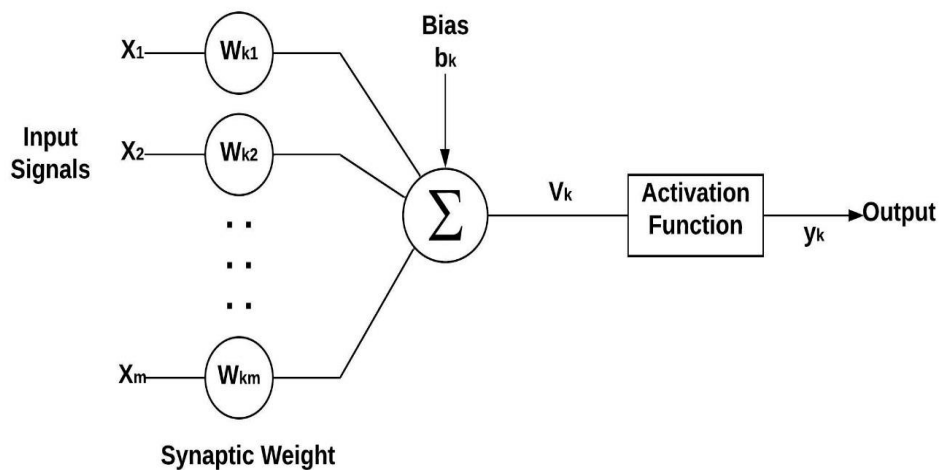 Bias
bk
X1
Wk1
Input
Signals
X2
Wk2
Σ
Vk
Activation
Function
yk
Output
Xm
Wkm
Synaptic Weight